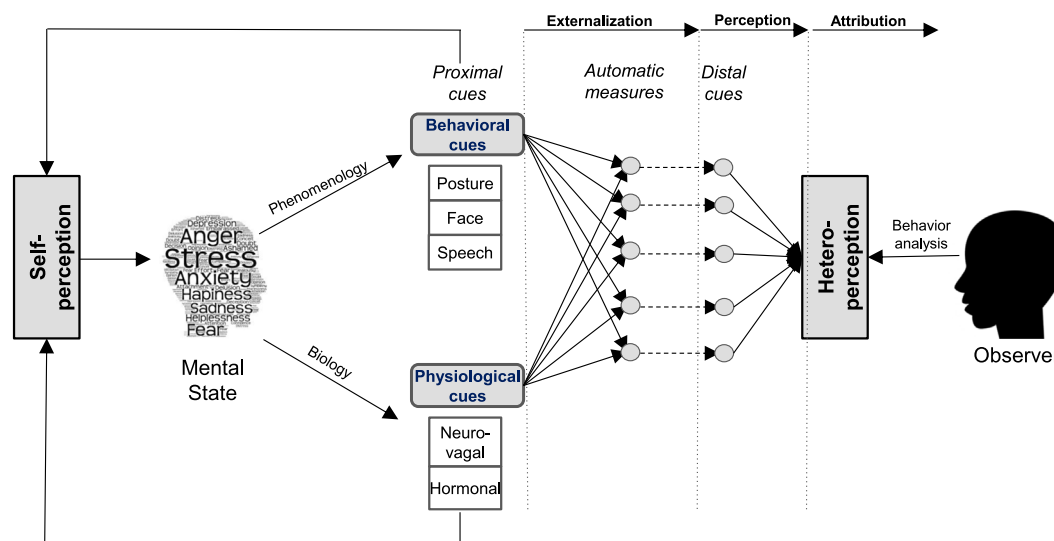 Externalization
Perception
Attribution
Proximal
cues
Automatic
measures
Distal
cues
Behavioral
cues
Posture
Face
Speech
Phenomenology
Self-
perception
Depression
Anger
Stress
Anxiety
Hapiness
Sadness
Helplessness
Fear
Mental
State
Biology
Physiological
cues
Neuro-
vagal
Hormonal
Hetero-
perception
Behavior
analysis
Observe